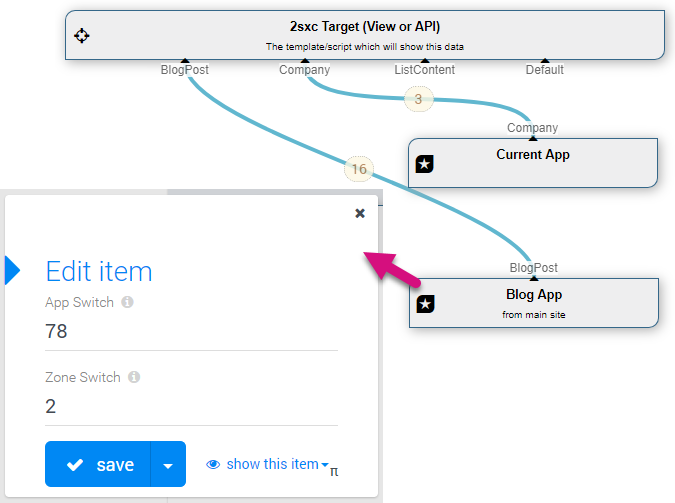 2sxc Target (View or API)
The template/script which will show this data
BlogPost Company ListContent Default
3
Company
Current App
16
BlogPost
Blog App
from main site
Edit item
App Switch
78
Zone Switch
2
save
show this item
π